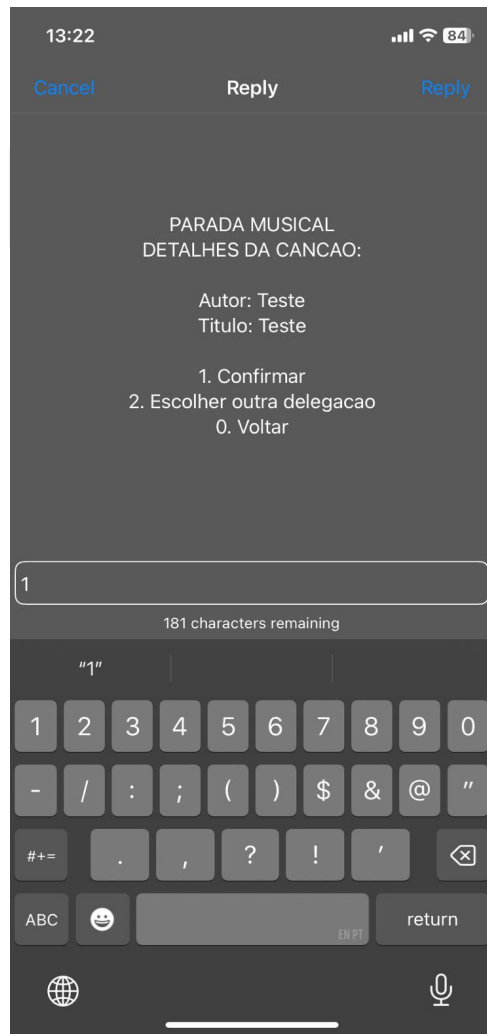 13:22
84
Cancel
Reply
Reply
PARADA MUSICAL
DETALHES DA CANCAO:
Autor: Teste
Titulo: Teste
1. Confirmar
2. Escolher outra delegacao
0. Voltar
1
181 characters remaining
“1”
1 2 3 4 5 6 7 8 9 0
- / : ; ( ) $ & @ "
#+= . , ? ! '
ABC
EN PT
return